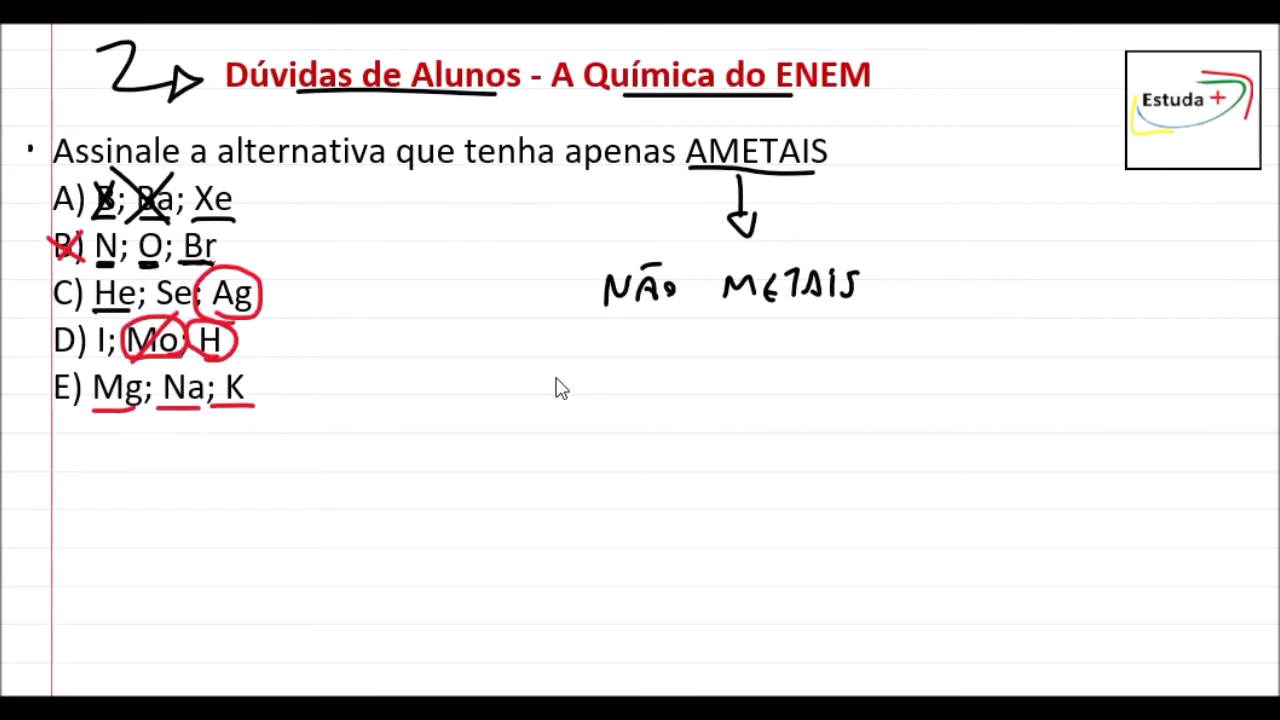 Dúvidas de Alunos - A Química do ENEM
Estuda +
• Assinale a alternativa que tenha apenas AMETAIS
A) B; Ba; Xe
B) N; O; Br
C) He; Se; Ag
NÃO METAIS
D) I; Mo; H
E) Mg; Na; K